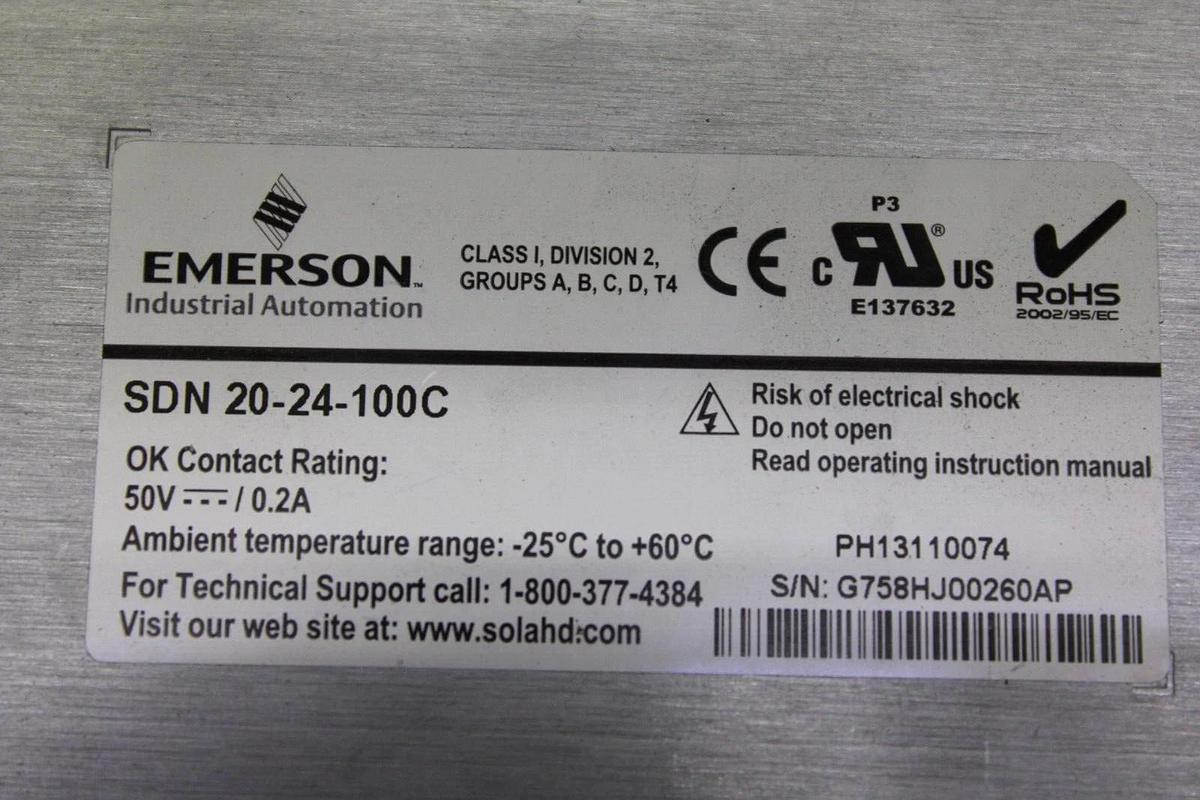 EMERSON™
Industrial Automation
CLASS I, DIVISION 2,
GROUPS A, B, C, D, T4
CE
P3
C RU® US
E137632
RoHS
2002/95/EC
SDN 20-24-100C
OK Contact Rating:
50V ⎓ / 0.2A
Ambient temperature range: -25°C to +60°C
For Technical Support call: 1-800-377-4384
Visit our web site at: www.solahd.com
Risk of electrical shock
Do not open
Read operating instruction manual
PH13110074
S/N: G758HJ00260AP